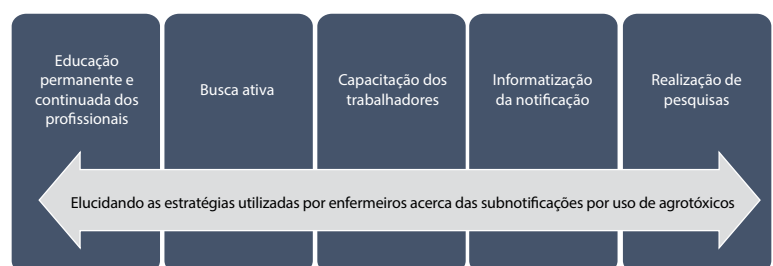 Educação
permanente e
continuada dos
profissionais
Busca ativa
Capacitação dos
trabalhadores
Informatização
da notificação
Realização de
pesquisas
Elucidando as estratégias utilizadas por enfermeiros acerca das subnotificações por uso de agrotóxicos